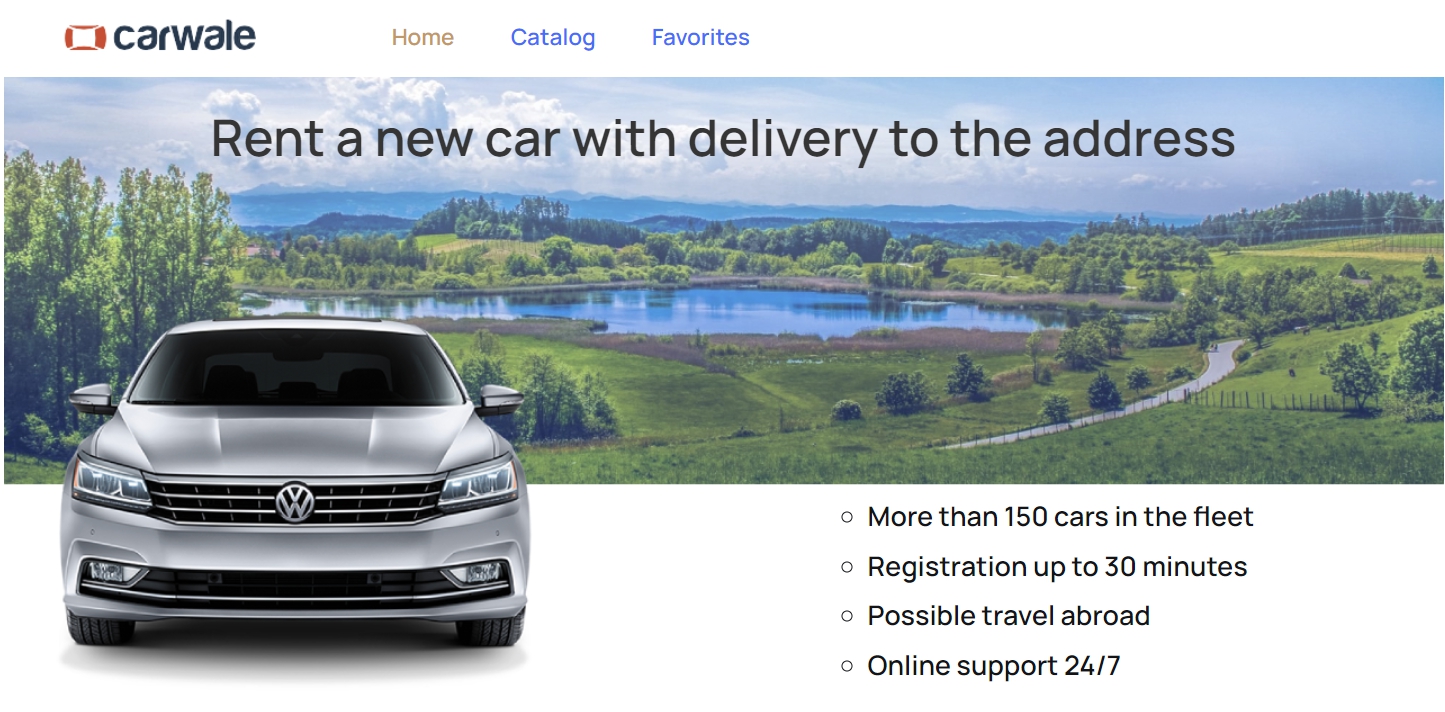 carwale
Home Catalog Favorites
Rent a new car with delivery to the address
More than 150 cars in the fleet
Registration up to 30 minutes
Possible travel abroad
Online support 24/7